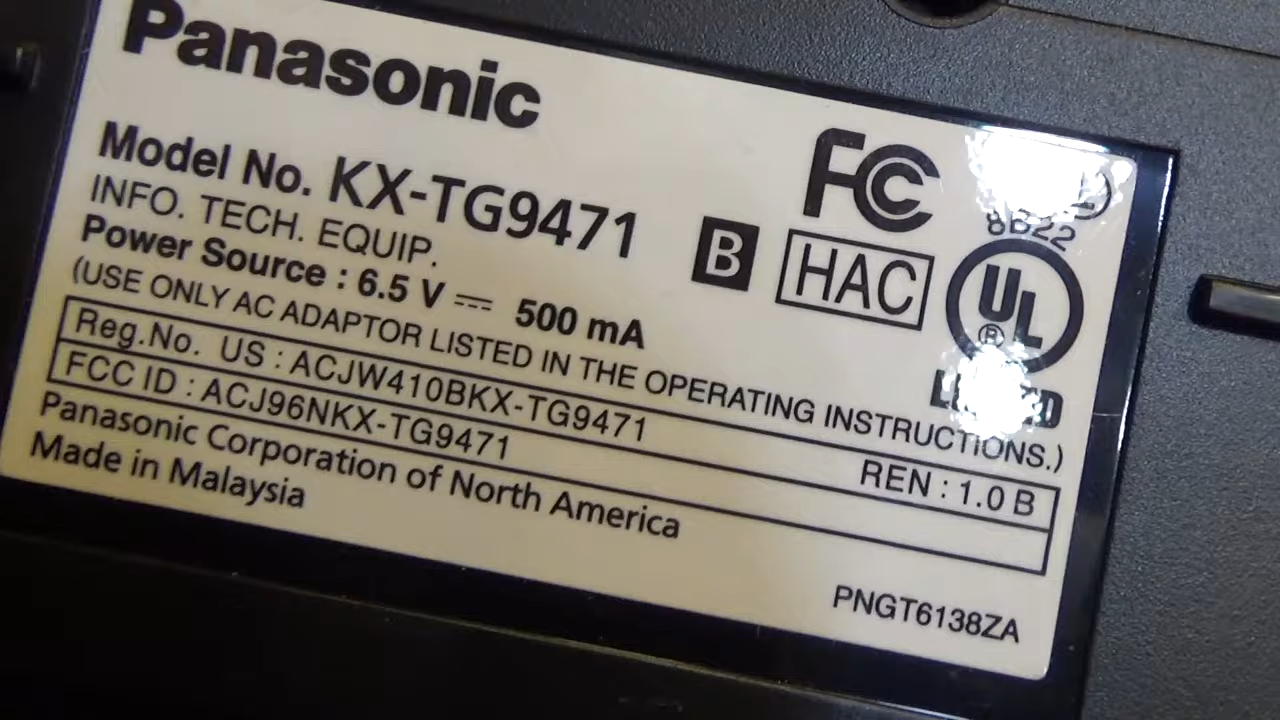 Panasonic
Model No. KX-TG9471
INFO. TECH. EQUIP.
Power Source : 6.5 V ⎓ 500 mA
(USE ONLY AC ADAPTOR LISTED IN THE OPERATING INSTRUCTIONS.)
B
FC
HAC
8B22
UL
®
Reg.No. US : ACJW410BKX-TG9471
REN : 1.0 B
FCC ID : ACJ96NKX-TG9471
Panasonic Corporation of North America
Made in Malaysia
PNGT6138ZA